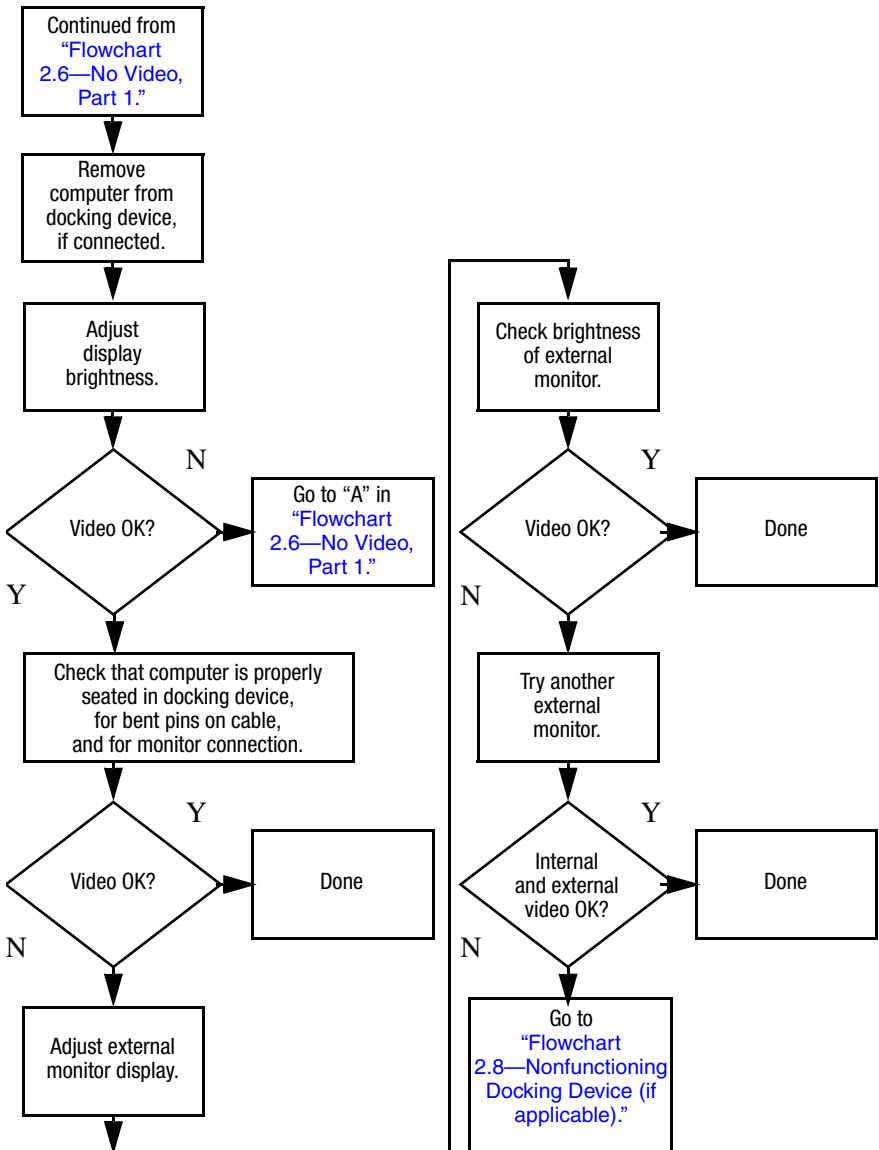 Continued from
“Flowchart
2.6—No Video,
Part 1.”
Remove
computer from
docking device,
if connected.
Adjust
display
brightness.
N
Video OK?
Go to “A” in
“Flowchart
2.6—No Video,
Part 1.”
Y
Check that computer is properly
seated in docking device,
for bent pins on cable,
and for monitor connection.
Y
Video OK?
Done
N
Adjust external
monitor display.
Check brightness
of external
monitor.
Y
Video OK?
Done
N
Try another
external
monitor.
Y
Internal
and external
video OK?
Done
N
Go to
“Flowchart
2.8—Nonfunctioning
Docking Device (if
applicable).”